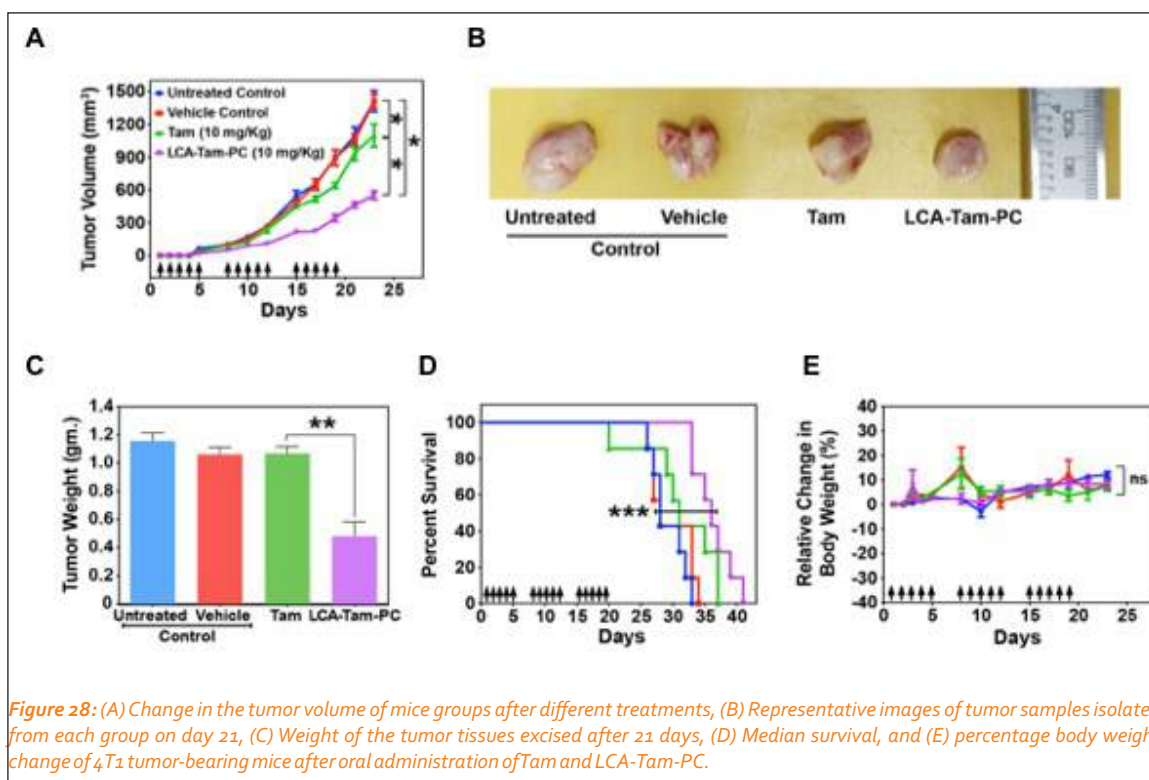 A
Tumor Volume (mm³)
1500
1200
900
600
300
0
Untreated Control
Vehicle Control
Tam (10 mg/Kg)
LCA-Tam-PC (10 mg/Kg)
*
*
*
0 5 10 15 20 25
Days
B
Untreated Vehicle Tam LCA-Tam-PC
Control
C
Tumor Weight (gm.)
1.4
1.2
1.0
0.8
0.6
0.4
0.2
0
**
Untreated Vehicle Tam LCA-Tam-PC
Control
D
Percent Survival
100
80
60
40
20
0
***
0 5 10 15 20 25 30 35 40
Days
E
Relative Change in
Body Weight (%)
40
30
20
10
0
-10
-20
-30
-40
ns
0 5 10 15 20 25
Days
Figure 28: (A) Change in the tumor volume of mice groups after different treatments, (B) Representative images of tumor samples isolate
from each group on day 21, (C) Weight of the tumor tissues excised after 21 days, (D) Median survival, and (E) percentage body weigh
change of 4T1 tumor-bearing mice after oral administration of Tam and LCA-Tam-PC.